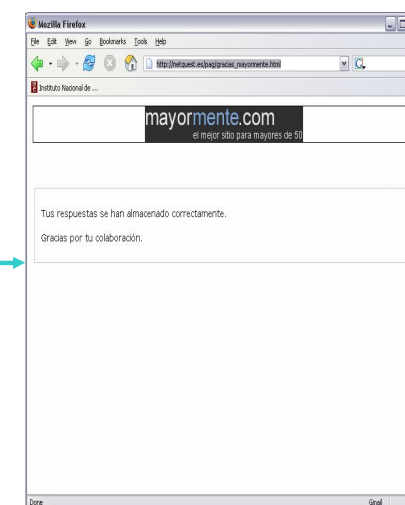 Mozilla Firefox
File Edit View Go Bookmarks Tools Help
http://netquest.es/pag/gracias_mayormente.html
Instituto Nacional de ...
mayormente.com
el mejor sitio para mayores de 50
Tus respuestas se han almacenado correctamente.
Gracias por tu colaboración.
Done Gmail